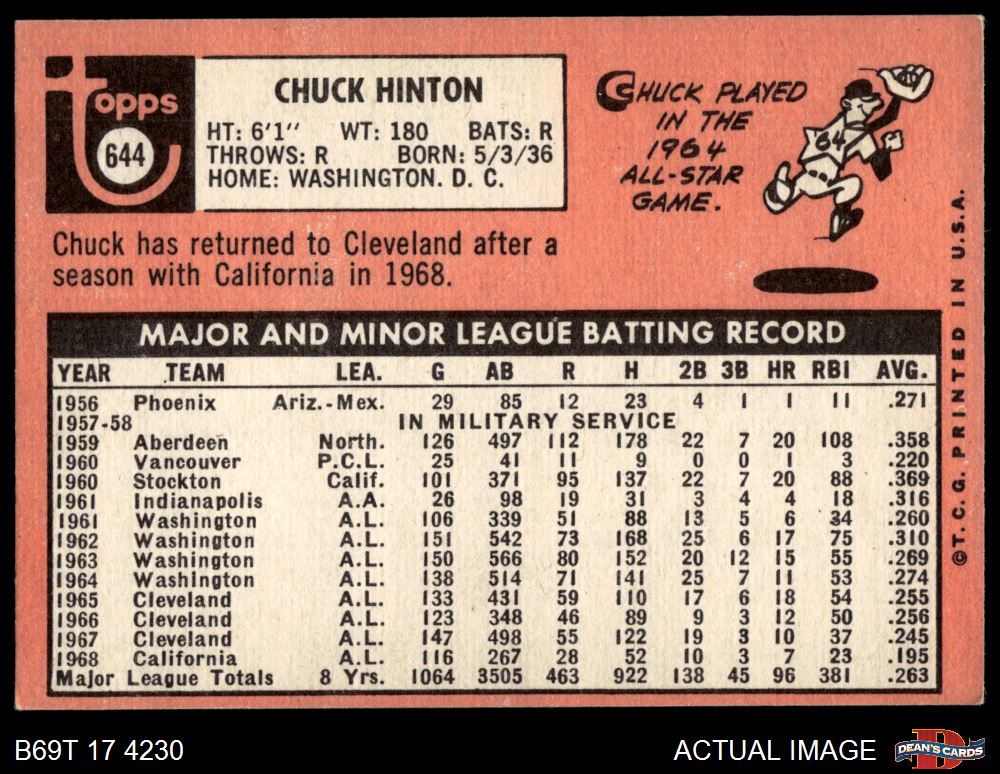 Topps
644
CHUCK HINTON
HT: 6'1" WT: 180 BATS: R
THROWS: R BORN: 5/3/36
HOME: WASHINGTON. D. C.
CHUCK PLAYED
IN THE
1964
ALL-STAR
GAME.
64
Chuck has returned to Cleveland after a
season with California in 1968.
MAJOR AND MINOR LEAGUE BATTING RECORD
YEAR TEAM LEA. G AB R H 2B 3B HR RBI AVG.
1956 Phoenix Ariz.-Mex. 29 85 12 23 4 1 1 11 .271
1957-58 IN MILITARY SERVICE
1959 Aberdeen North. 126 497 112 178 22 7 20 108 .358
1960 Vancouver P.C.L. 25 41 11 9 0 0 1 3 .220
1960 Stockton Calif. 101 371 95 137 22 7 20 88 .369
1961 Indianapolis A.A. 26 98 19 31 3 4 4 18 .316
1961 Washington A.L. 106 339 51 88 13 5 6 34 .260
1962 Washington A.L. 151 542 73 168 25 6 17 75 .310
1963 Washington A.L. 150 566 80 152 20 12 15 55 .269
1964 Washington A.L. 138 514 71 141 25 7 11 53 .274
1965 Cleveland A.L. 133 431 59 110 17 6 18 54 .255
1966 Cleveland A.L. 123 348 46 89 9 3 12 50 .256
1967 Cleveland A.L. 147 498 55 122 19 3 10 37 .245
1968 California A.L. 116 267 28 52 10 3 7 23 .195
Major League Totals 8 Yrs. 1064 3505 463 922 138 45 96 381 .263
©T. C. G. PRINTED IN U.S.A.
B69T 17 4230
ACTUAL IMAGE
DEAN'S CARDS